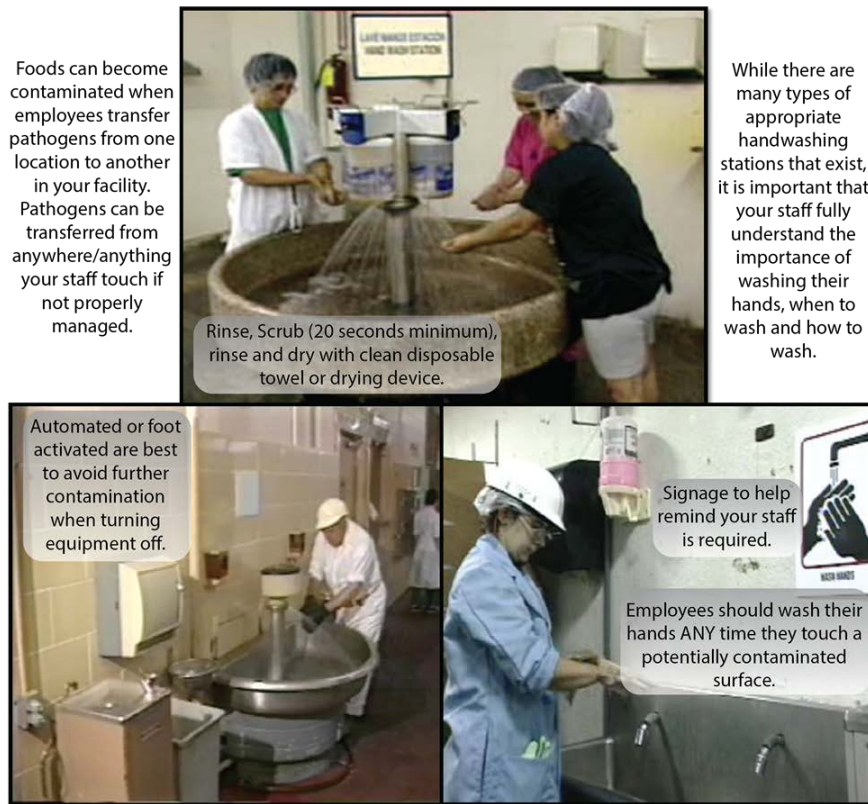 Foods can become
contaminated when
employees transfer
pathogens from one
location to another
in your facility.
Pathogens can be
transferred from
anywhere/anything
your staff touch if
not properly
managed.
LAVE MANOS ESTACION
HAND WASH STATION
Rinse, Scrub (20 seconds minimum),
rinse and dry with clean disposable
towel or drying device.
While there are
many types of
appropriate
handwashing
stations that exist,
it is important that
your staff fully
understand the
importance of
washing their
hands, when to
wash and how to
wash.
Automated or foot
activated are best
to avoid further
contamination
when turning
equipment off.
Signage to help
remind your staff
is required.
HANDS
Employees should wash their
hands ANY time they touch a
potentially contaminated
surface.